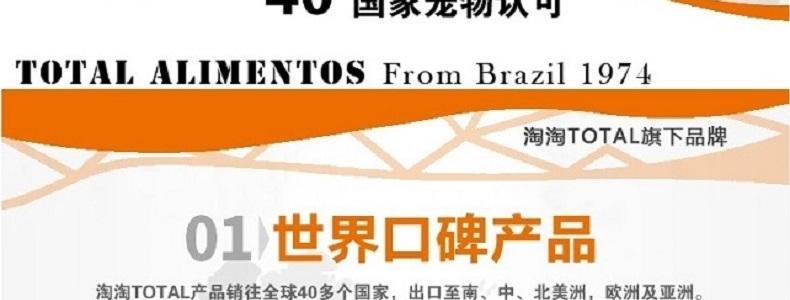 40 国家宠物认可
TOTAL ALIMENTOS From Brazil 1974
淘淘TOTAL旗下品牌
01 世界口碑产品
淘淘TOTAL产品销往全球40多个国家，出口至南、中、北美洲，欧洲及亚洲。